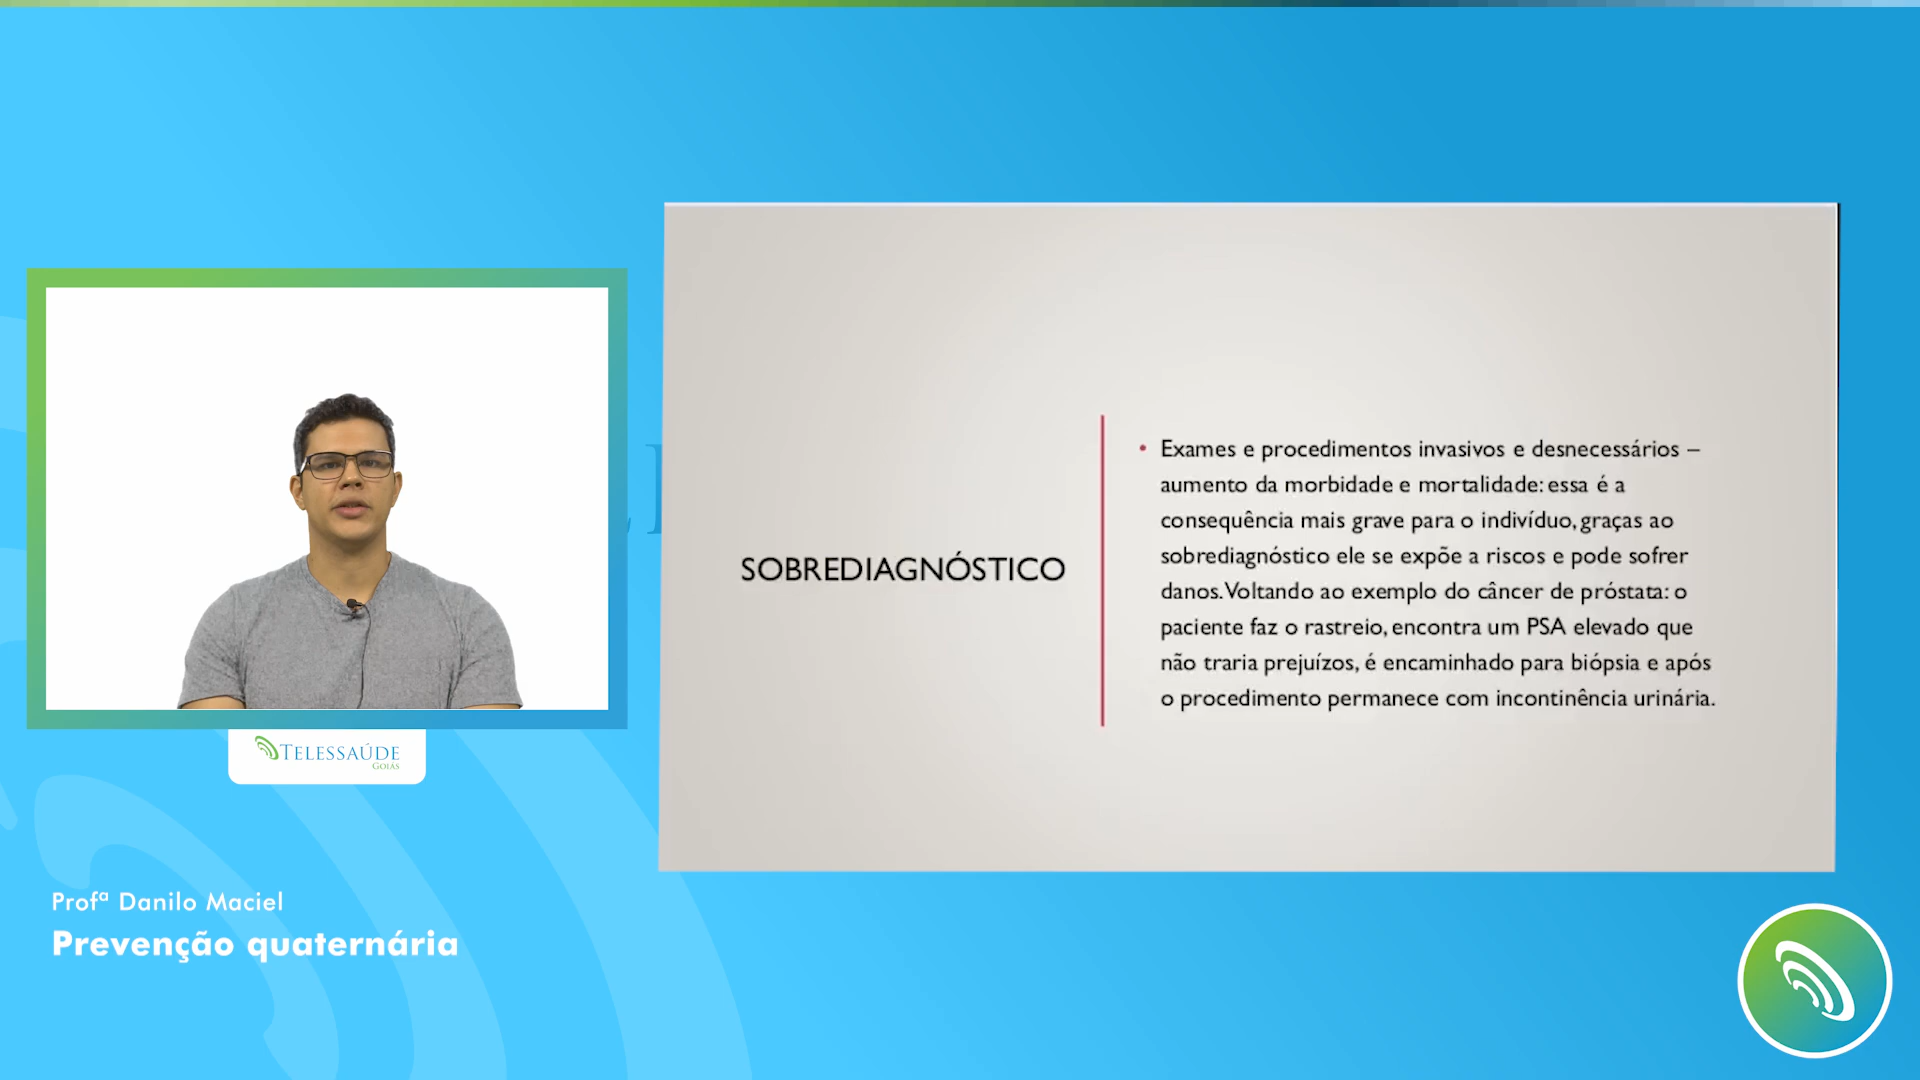 SOBREDIAGNÓSTICO
• Exames e procedimentos invasivos e desnecessários –
aumento da morbidade e mortalidade: essa é a
consequência mais grave para o indivíduo, graças ao
sobrediagnóstico ele se expõe a riscos e pode sofrer
danos. Voltando ao exemplo do câncer de próstata: o
paciente faz o rastreio, encontra um PSA elevado que
não traria prejuízos, é encaminhado para biópsia e após
o procedimento permanece com incontinência urinária.
TELESSAÚDE
GOIÁS
Profª Danilo Maciel
Prevenção quaternária